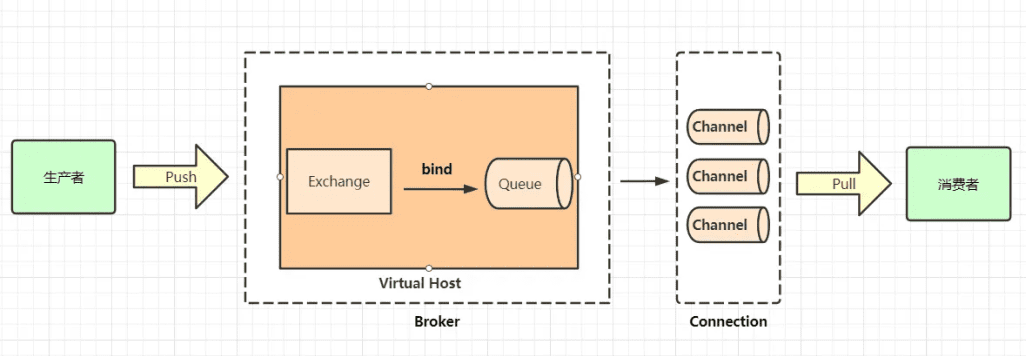 生产者
Push
Exchange
bind
Queue
Virtual Host
Broker
Channel
Channel
Channel
Connection
Pull
消费者